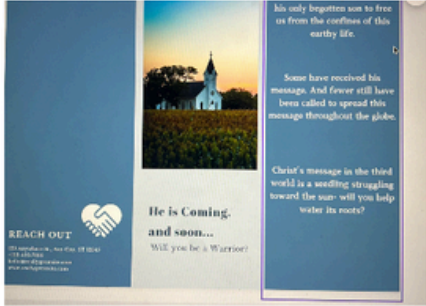 his only begotten son to free
us from the confines of this
earthy life.
Some have received his
message. And fewer still have
been called to spread this
message throughout the globe.
Christ's message in the third
world is a seedling struggling
toward the sun- will you help
water its roots?
REACH OUT
He is Coming.
and soon...
Will you be a Warrior?